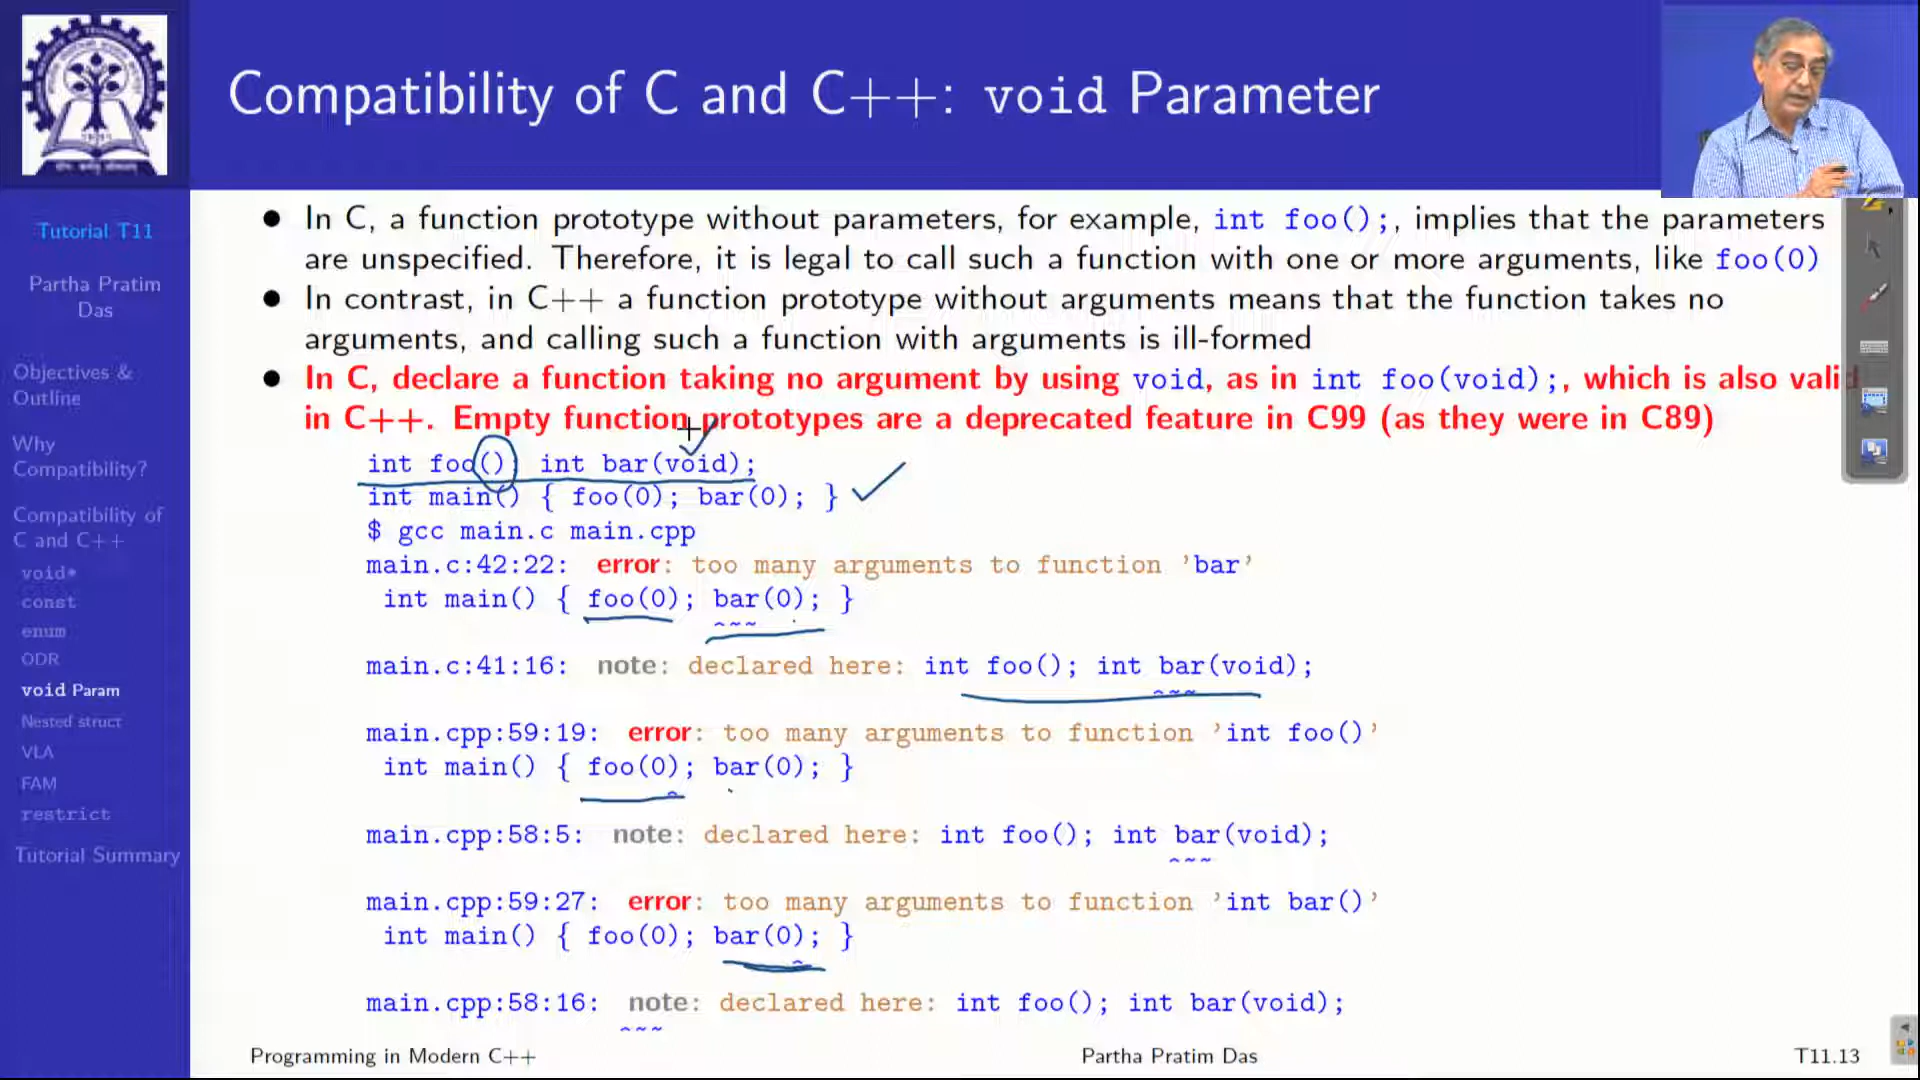 Compatibility of C and C++: void Parameter
Tutorial T11
Partha Pratim
Das
Objectives &
Outline
Why
Compatibility?
Compatibility of
C and C++
void*
const
enum
ODR
void Param
Nested struct
VLA
FAM
restrict
Tutorial Summary
● In C, a function prototype without parameters, for example, int foo();, implies that the parameters
are unspecified. Therefore, it is legal to call such a function with one or more arguments, like foo(0)
● In contrast, in C++ a function prototype without arguments means that the function takes no
arguments, and calling such a function with arguments is ill-formed
● In C, declare a function taking no argument by using void, as in int foo(void);, which is also valid
in C++. Empty function prototypes are a deprecated feature in C99 (as they were in C89)
int foo() int bar(void);
int main() { foo(0); bar(0); }
$ gcc main.c main.cpp
main.c:42:22: error: too many arguments to function 'bar'
int main() { foo(0); bar(0); }
~~~
main.c:41:16: note: declared here: int foo(); int bar(void);
~~~
main.cpp:59:19: error: too many arguments to function 'int foo()'
int main() { foo(0); bar(0); }
^
main.cpp:58:5: note: declared here: int foo(); int bar(void);
~~~
main.cpp:59:27: error: too many arguments to function 'int bar()'
int main() { foo(0); bar(0); }
^
main.cpp:58:16: note: declared here: int foo(); int bar(void);
~~~
Programming in Modern C++
Partha Pratim Das
T11.13